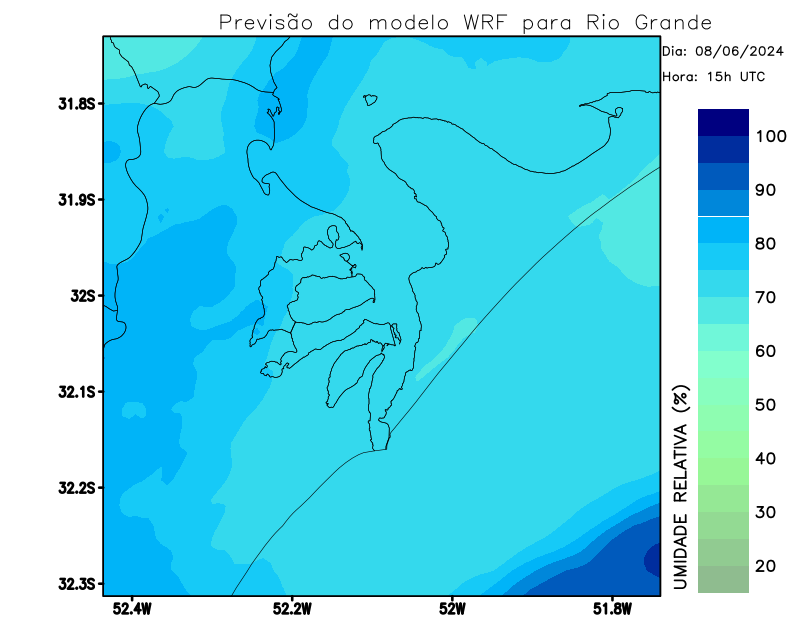 Previsão do modelo WRF para Rio Grande
Dia: 08/06/2024
Hora: 15h UTC
31.8S
31.9S
32S
32.1S
32.2S
32.3S
52.4W
52.2W
52W
51.8W
100
90
80
70
60
50
40
30
20
UMIDADE RELATIVA (%)